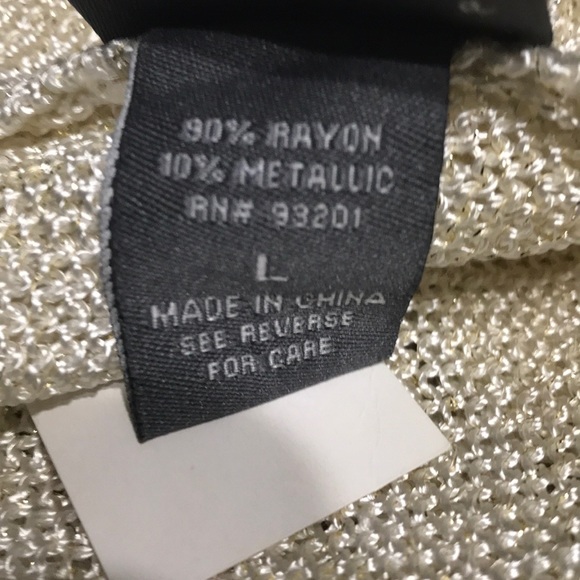 90% RAYON
10% METALLIC
RN# 93201
L
MADE IN CHINA
SEE REVERSE
FOR CARE